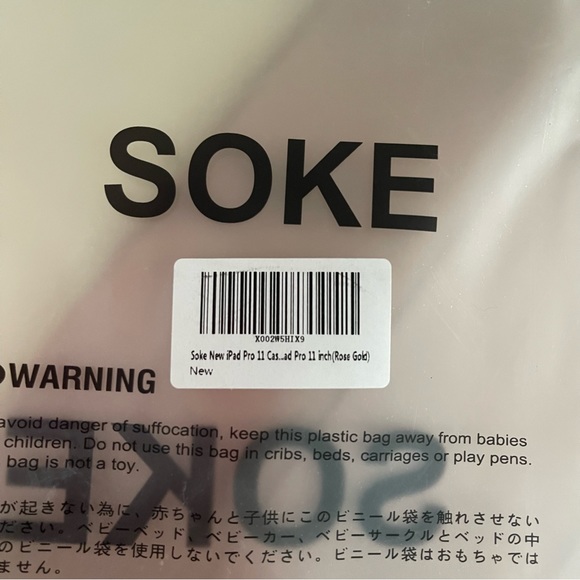 SOKE
X002W5HIX9
Soke New iPad Pro 11 Cas...ad Pro 11 inch(Rose Gold)
New
WARNING
avoid danger of suffocation, keep this plastic bag away from babies
children. Do not use this bag in cribs, beds, carriages or play pens.
bag is not a toy.
SOKE
が起きない為に、赤ちゃんと子供にこのビニール袋を触れさせない
ださい。ベビーベッド、ベビーカー、ベビーサークルとベッドの中
のビニール袋を使用しないでください。ビニール袋はおもちゃでは
ません。